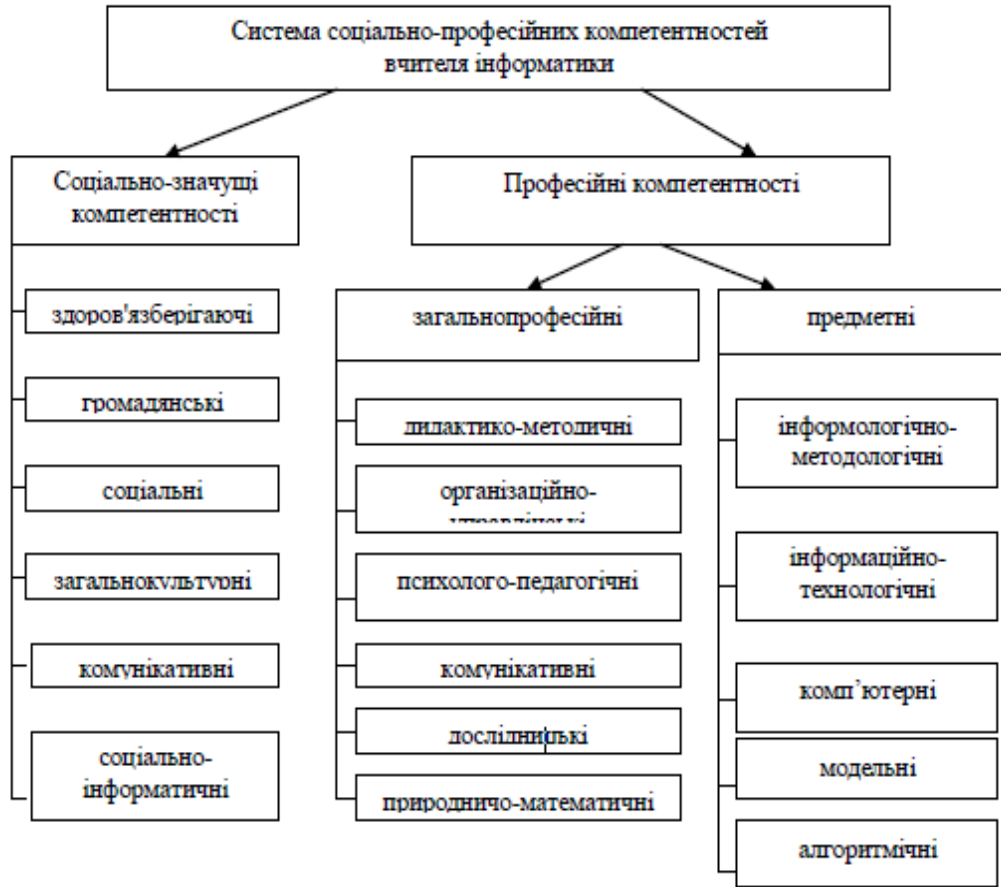 Система соціально-професійних компетентностей
вчителя інформатики
Соціально-значущі
компетентності
Професійні компетентності
здоров'язберігаючі
громадянські
соціальні
загальнокультурні
комунікативні
соціально-
інформатичні
загальнопрофесійні
дидактико-методичні
організаційно-
управлінські
психолого-педагогічні
комунікативні
дослідницькі
природничо-математичні
предметні
інформологічно-
методологічні
інформаційно-
технологічні
комп’ютерні
модельні
алгоритмічні